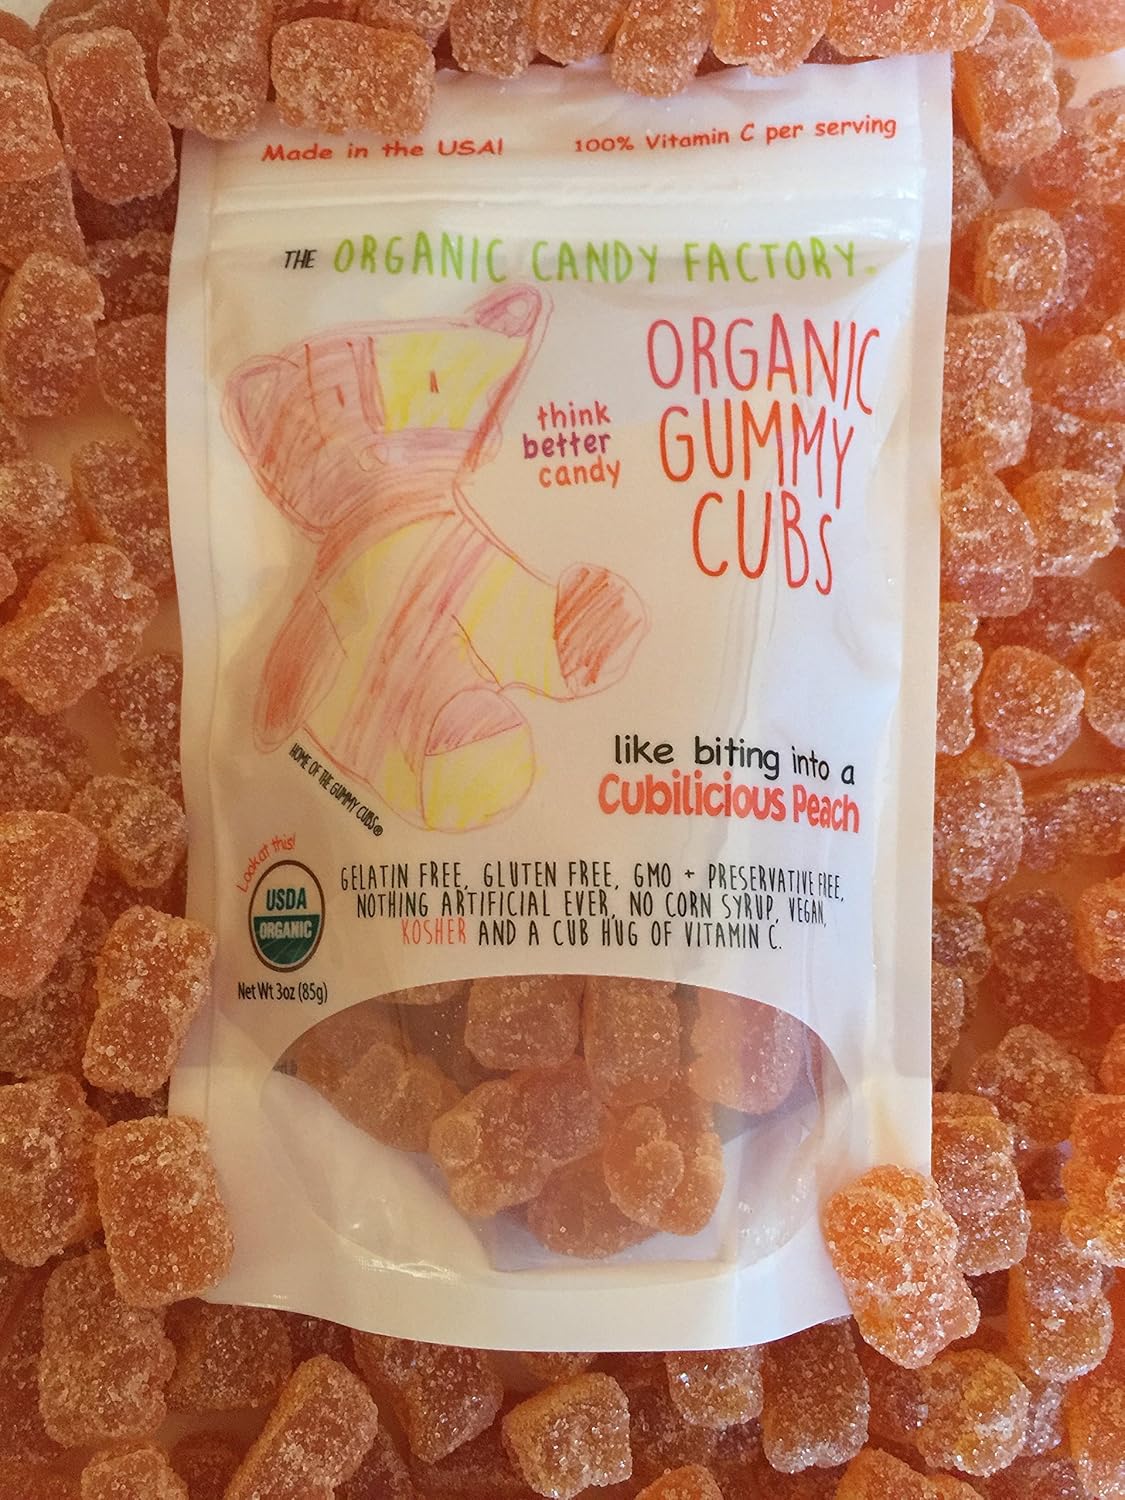 Made in the USA! 100% Vitamin C per serving
THE ORGANIC CANDY FACTORY
ORGANIC
GUMMY
CUBS
think
better
candy
like biting into a
Cubilicious Peach
HOME OF THE GUMMY CUBS®
Look at this!
USDA
ORGANIC
Net Wt 3oz (85g)
GELATIN FREE, GLUTEN FREE, GMO + PRESERVATIVE FREE,
NOTHING ARTIFICIAL EVER, NO CORN SYRUP, VEGAN,
KOSHER AND A CUB HUG OF VITAMIN C.